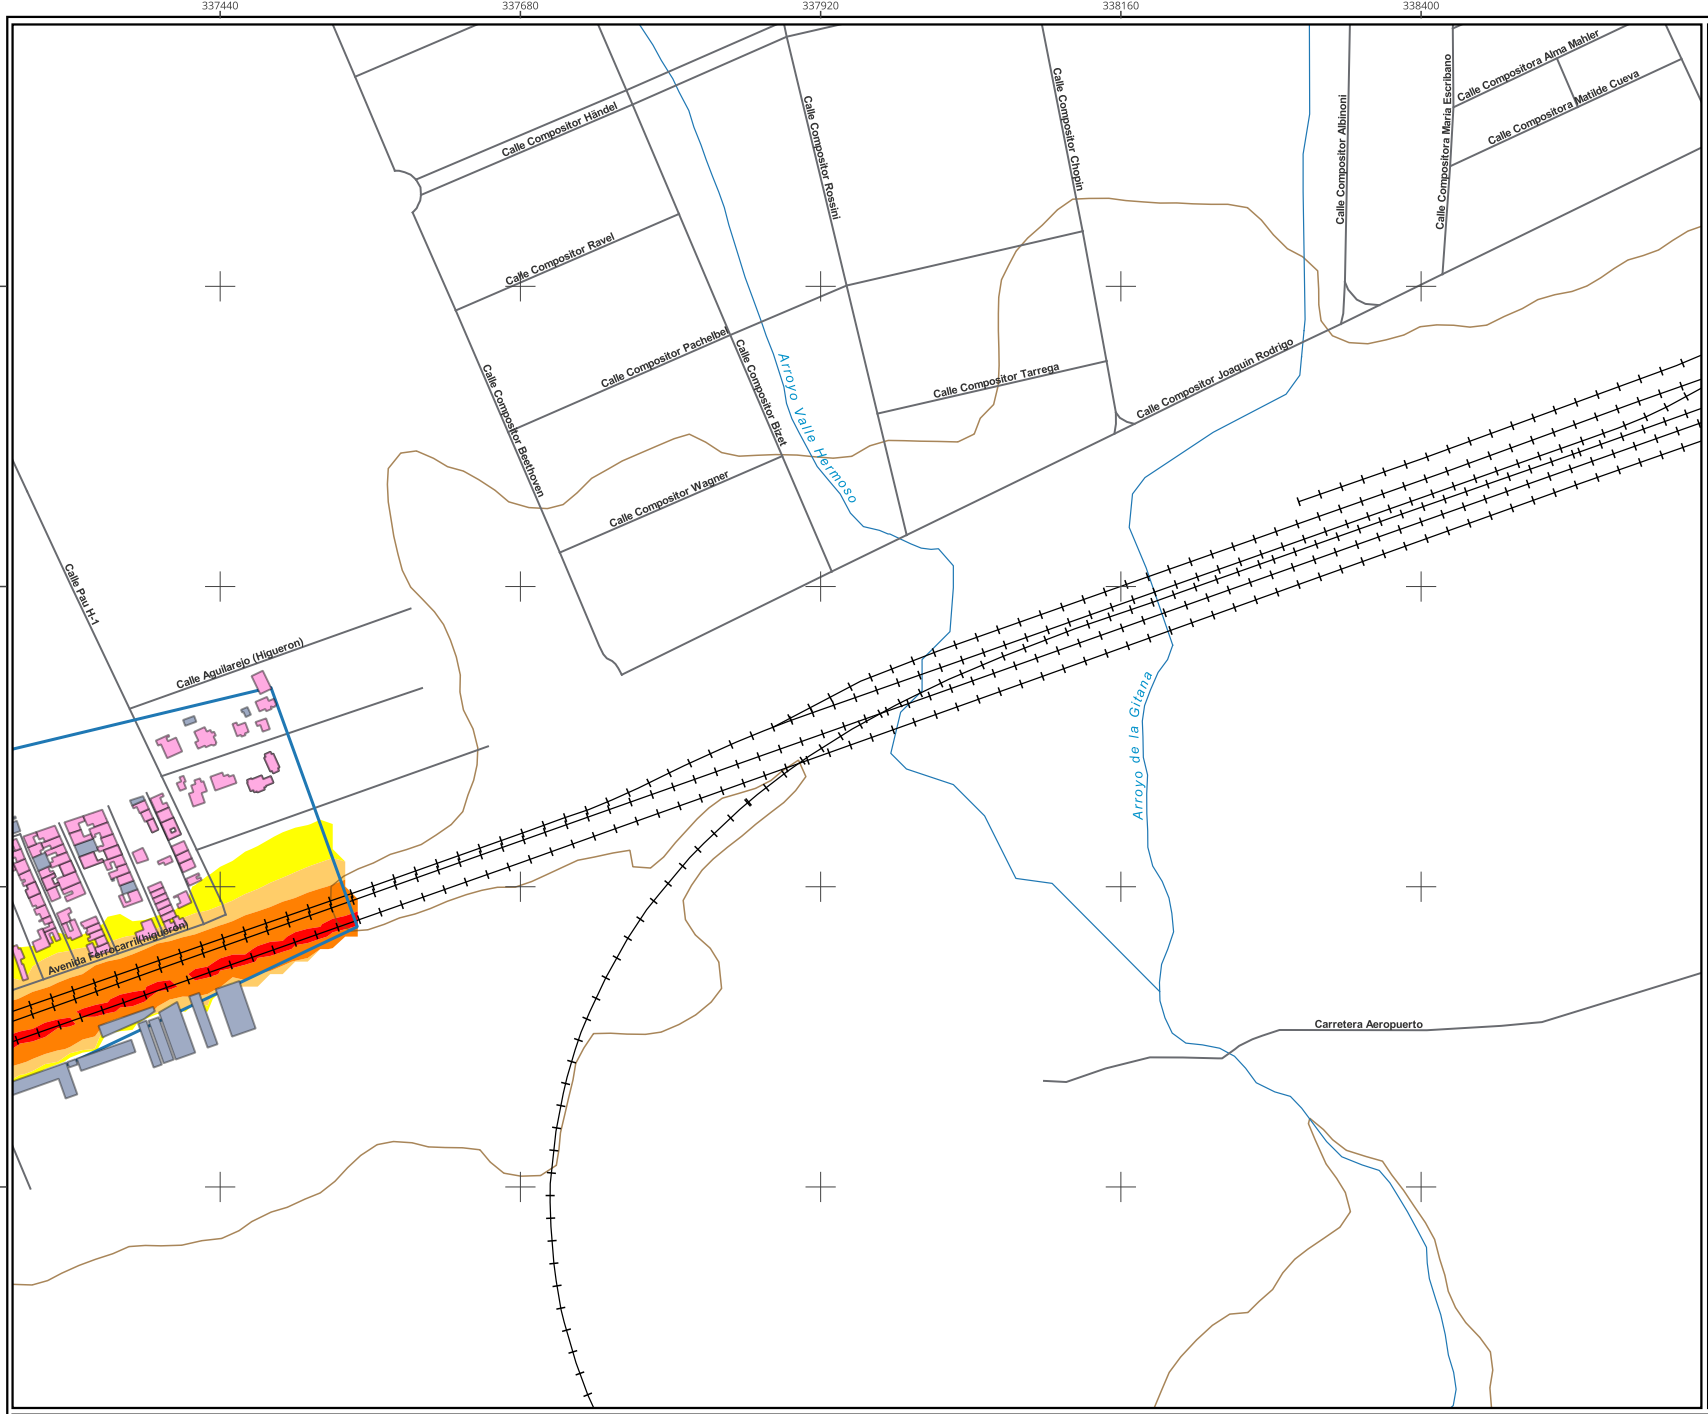 337440
337680
337920
338160
338400
Calle Compositora Alma Mahler
Calle Compositora Matilde Cueva
Calle Compositora Maria Escribano
Calle Compositor Albinoni
Calle Compositor Chopin
Calle Compositor Rossini
Calle Compositor Händel
Calle Compositor Ravel
Calle Compositor Pachelbel
Calle Compositor Bizet
Arroyo Valle Hermoso
Calle Compositor Tarrega
Calle Compositor Joaquin Rodrigo
Calle Compositor Beethoven
Calle Compositor Wagner
Calle Pau H-1
Calle Aguilarejo (Higueron)
Arroyo de la Gitana
Avenida Ferrocarril(higueron)
Carretera Aeropuerto